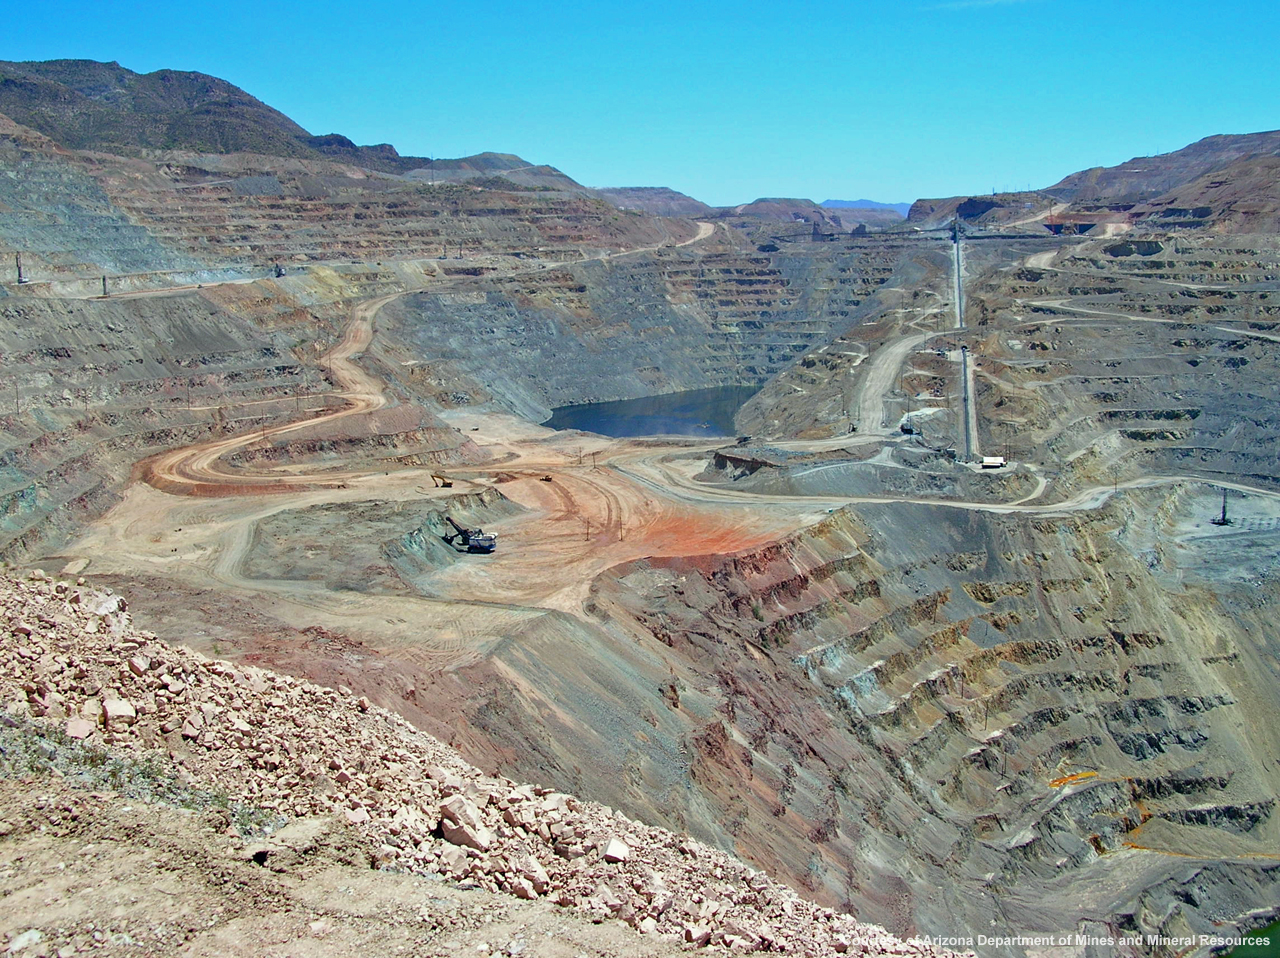 Courtesy of Arizona Department of Mines and Mineral Resources